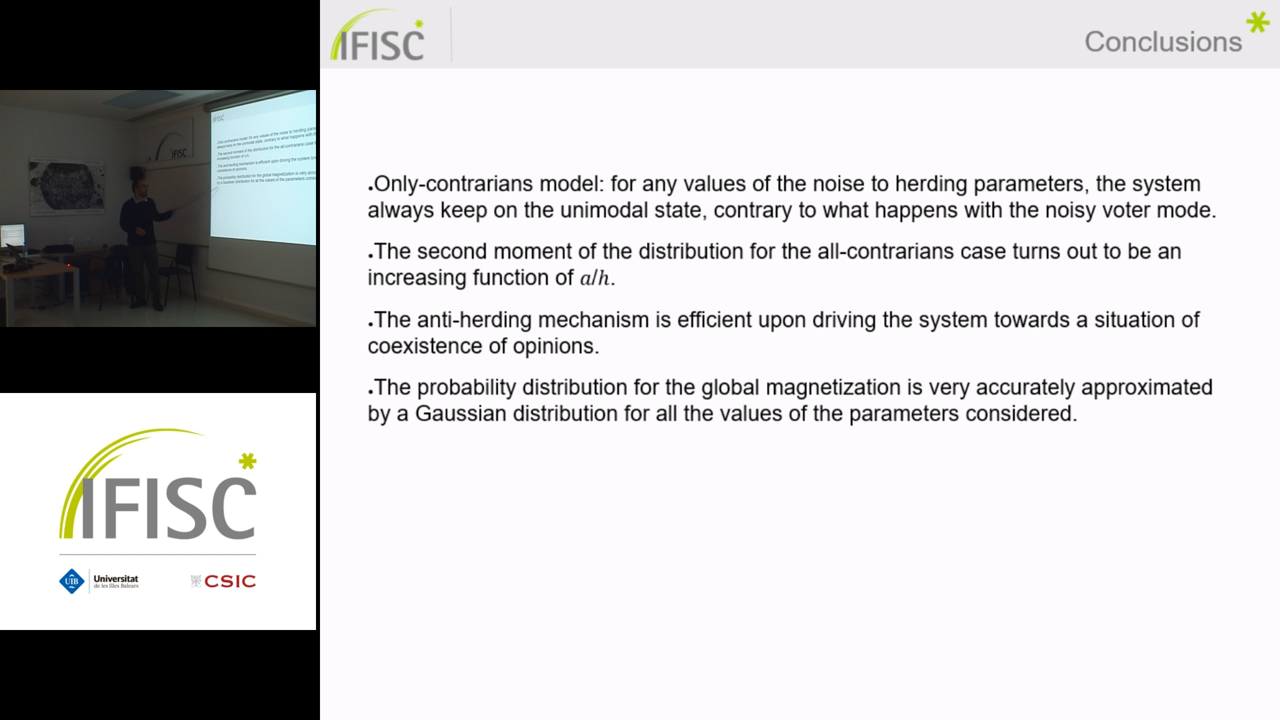 IFISC
Conclusions
.Only-contrarians model: for any values of the noise to herding parameters, the system
always keep on the unimodal state, contrary to what happens with the noisy voter mode.
.The second moment of the distribution for the all-contrarians case turns out to be an
increasing function of a/h.
.The anti-herding mechanism is efficient upon driving the system towards a situation of
coexistence of opinions.
.The probability distribution for the global magnetization is very accurately approximated
by a Gaussian distribution for all the values of the parameters considered.
IFISC
IFISC
UIB Universitat
de les Illes Balears
CSIC